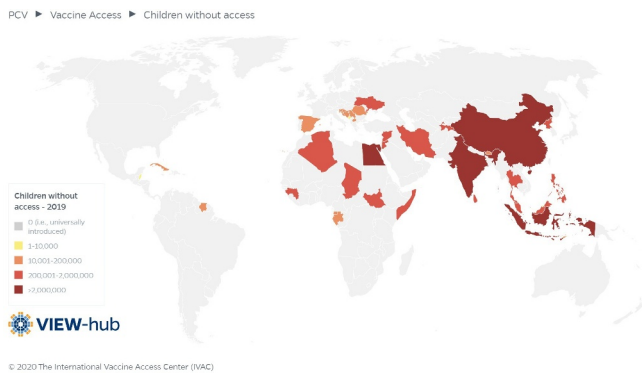 PCV ► Vaccine Access ► Children without access
Children without
access - 2019
0 (i.e., universally
introduced)
1-10,000
10,001-200,000
200,001-2,000,000
>2,000,000
VIEW-hub
© 2020 The International Vaccine Access Center (IVAC)